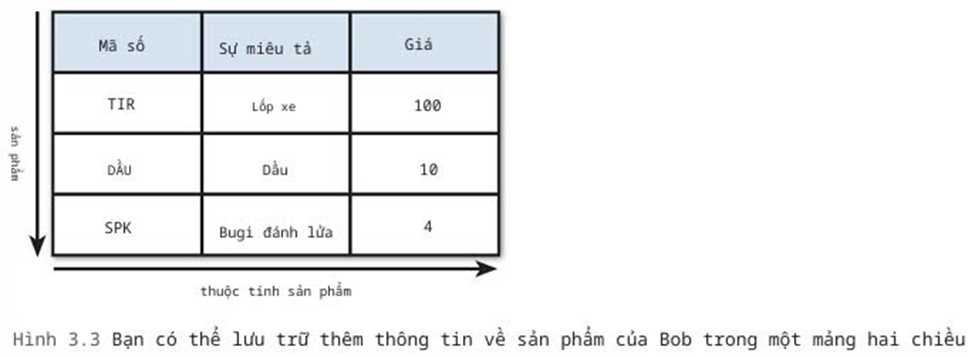 Mã số Sự miêu tả Giá
TIR Lốp xe 100
DẦU Dầu 10
SPK Bugi đánh lửa 4
sản phẩm
thuộc tính sản phẩm
Hình 3.3 Bạn có thể lưu trữ thêm thông tin về sản phẩm của Bob trong một mảng hai chiều